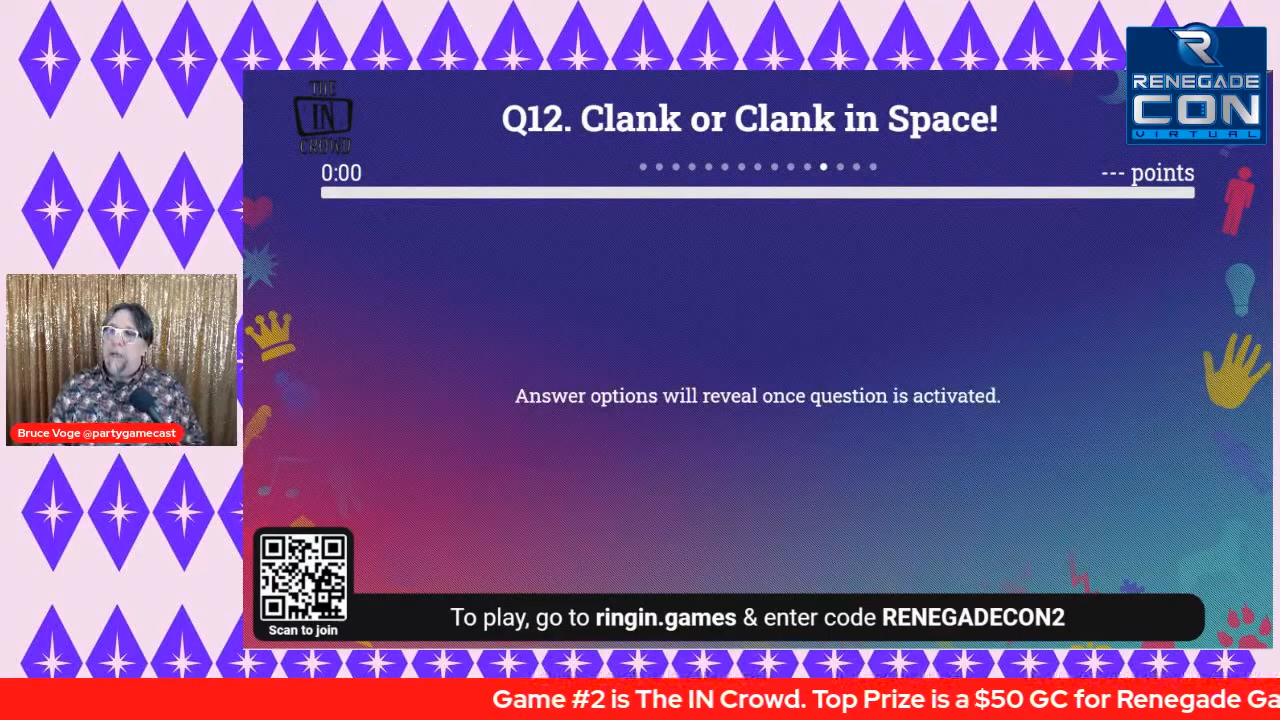 RENEGADE
CON
VIRTUAL
THE
IN
CROWD
Q12. Clank or Clank in Space!
0:00
--- points
Answer options will reveal once question is activated.
Bruce Voge @partygamecast
Scan to join
To play, go to ringin.games & enter code RENEGADECON2
Game #2 is The IN Crowd. Top Prize is a $50 GC for Renegade Ga